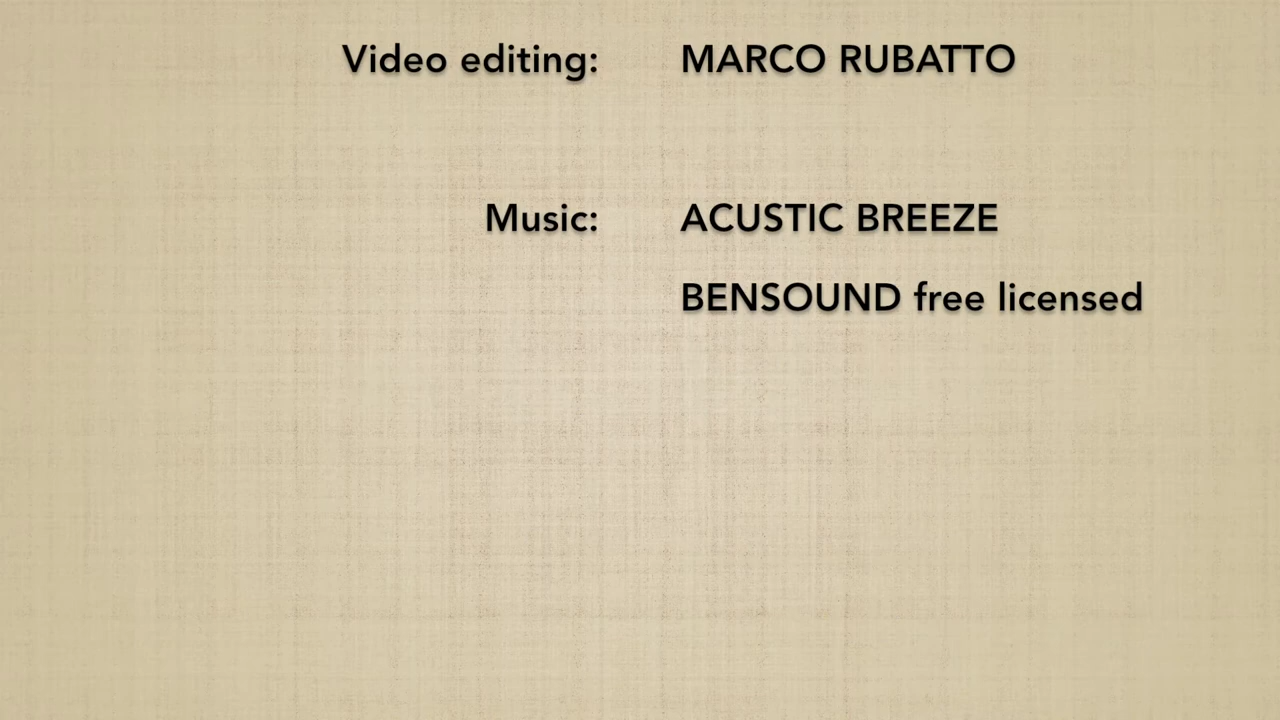 Video editing: MARCO RUBATTO
Music: ACUSTIC BREEZE
BENSOUND free licensed